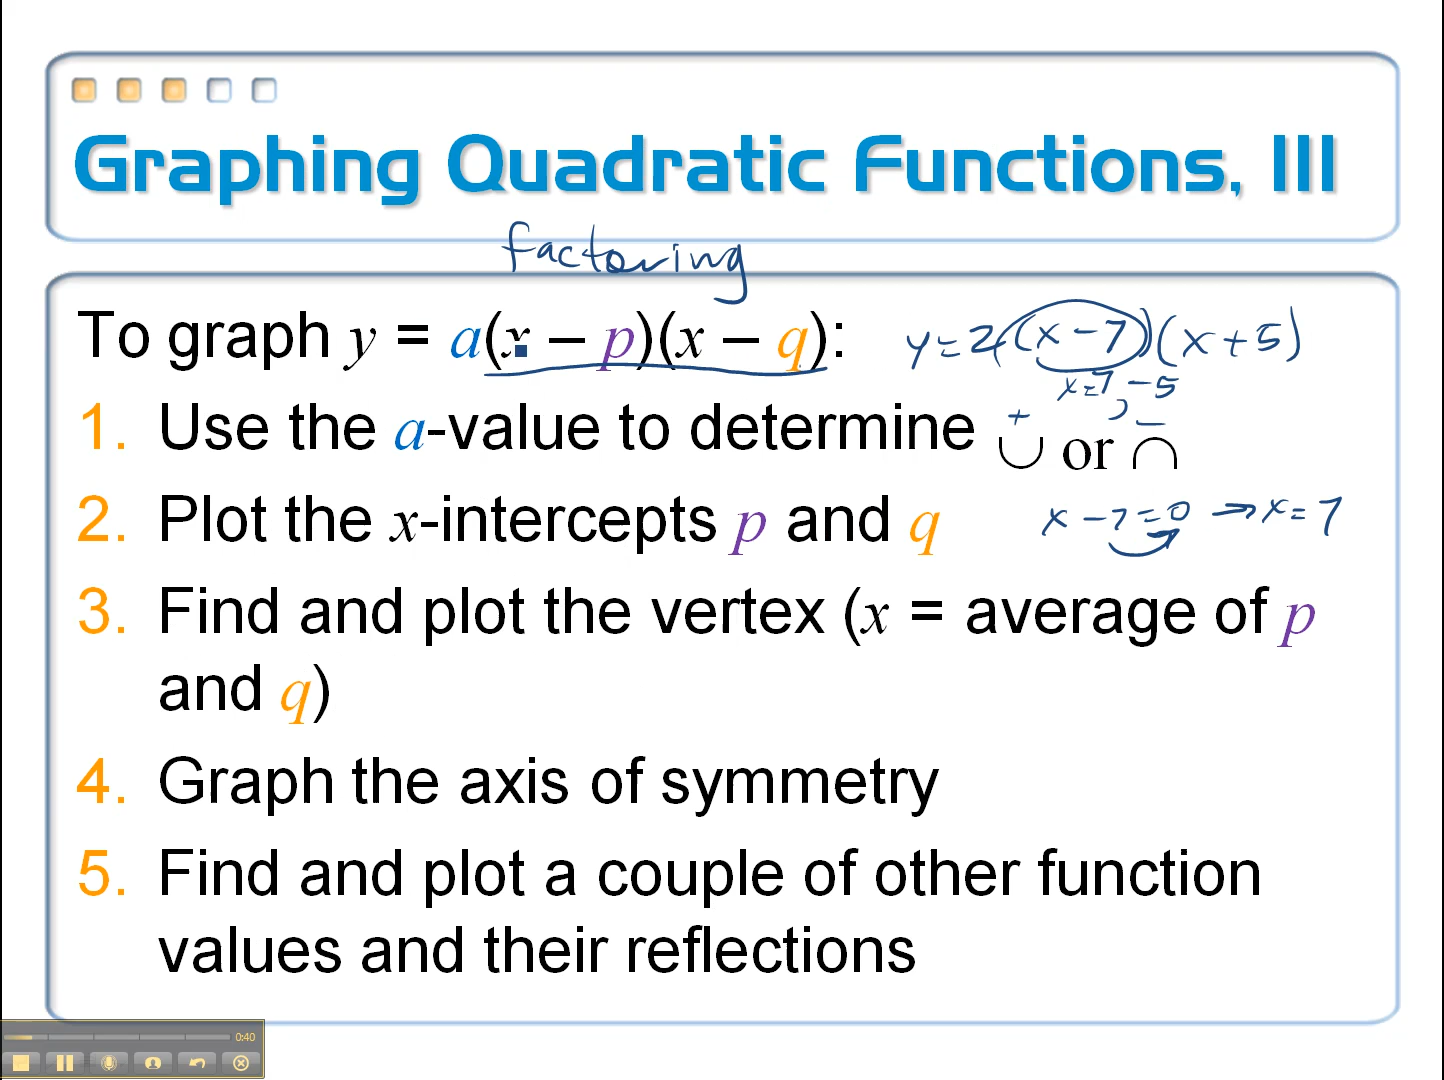 Graphing Quadratic Functions, III
factoring
To graph y = a(x – p)(x – q): y = 2(x – 7)(x + 5)
x = 7, –5
1. Use the a-value to determine + ∪ or – ∩
2. Plot the x-intercepts p and q x – 7 = 0 → x = 7
3. Find and plot the vertex (x = average of p
and q)
4. Graph the axis of symmetry
5. Find and plot a couple of other function
values and their reflections
0:40